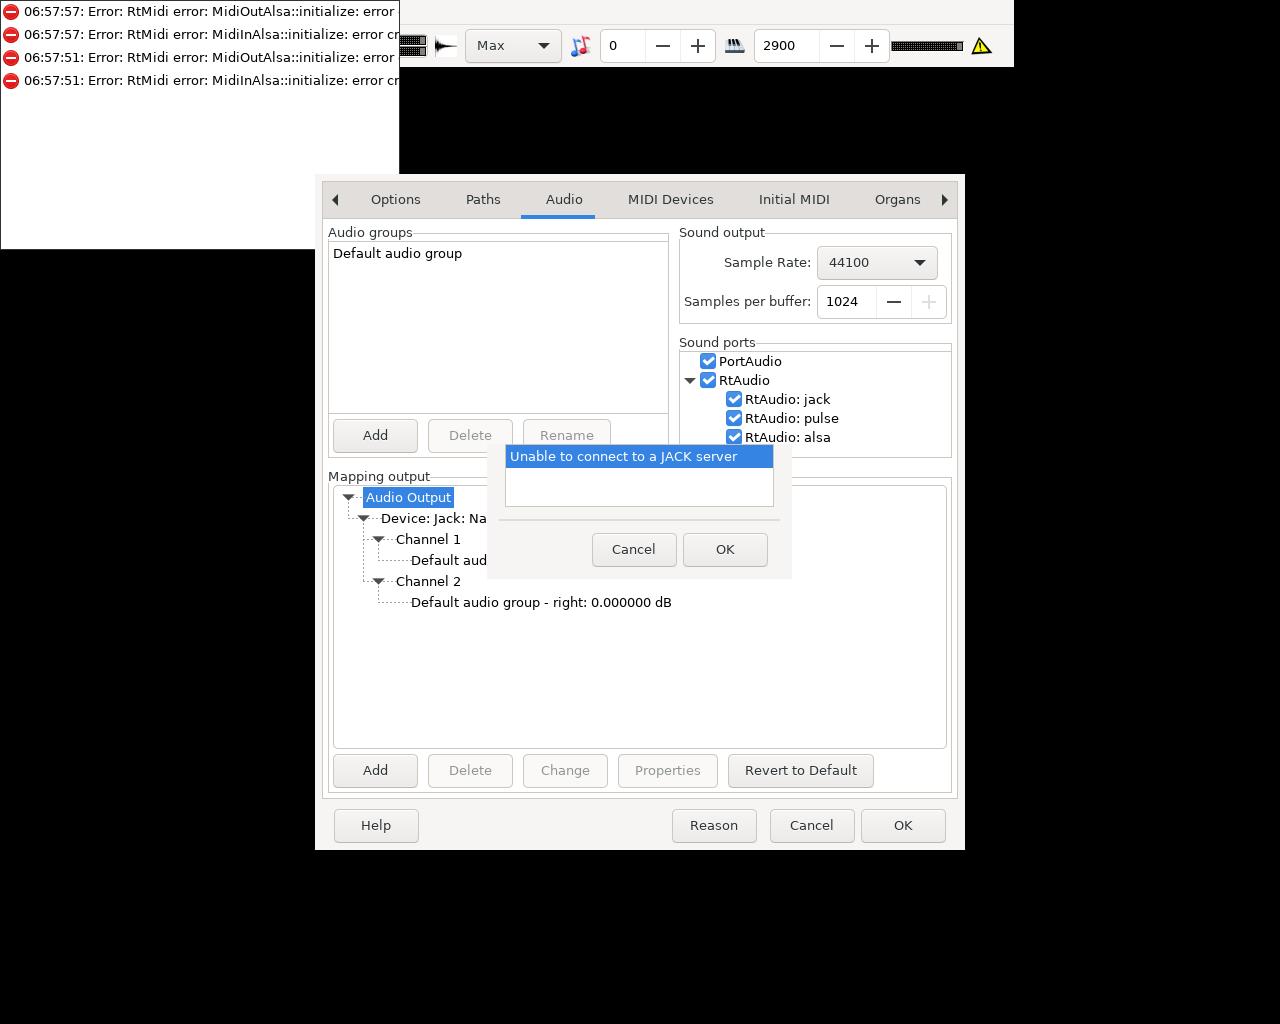 06:57:57: Error: RtMidi error: MidiOutAlsa::initialize: error
06:57:57: Error: RtMidi error: MidiInAlsa::initialize: error cr
06:57:51: Error: RtMidi error: MidiOutAlsa::initialize: error
06:57:51: Error: RtMidi error: MidiInAlsa::initialize: error cr
Max
0
2900
Options
Paths
Audio
MIDI Devices
Initial MIDI
Organs
Audio groups
Default audio group
Add
Delete
Rename
Sound output
Sample Rate:
44100
Samples per buffer:
1024
Sound ports
PortAudio
RtAudio
RtAudio: jack
RtAudio: pulse
RtAudio: alsa
Unable to connect to a JACK server
Cancel
OK
Mapping output
Audio Output
Device: Jack: Na
Channel 1
Default aud
Channel 2
Default audio group - right: 0.000000 dB
Add
Delete
Change
Properties
Revert to Default
Help
Reason
Cancel
OK